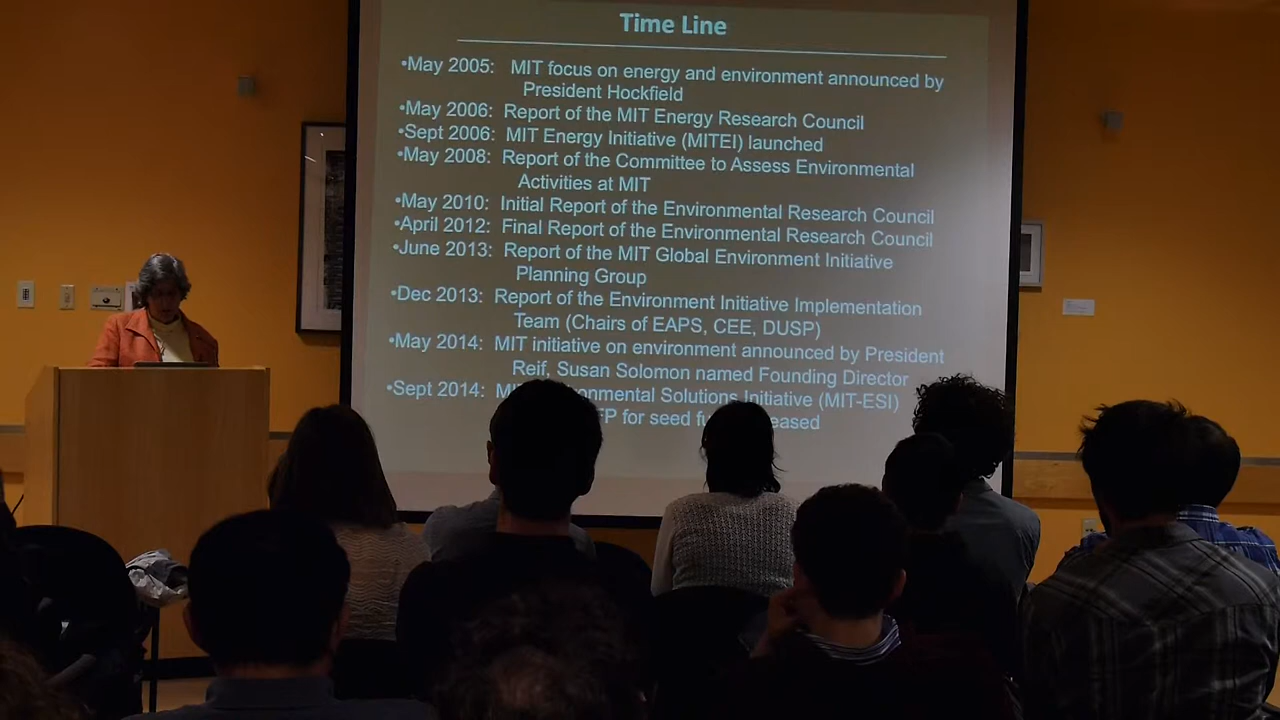 Time Line
•May 2005: MIT focus on energy and environment announced by
President Hockfield
•May 2006: Report of the MIT Energy Research Council
•Sept 2006: MIT Energy Initiative (MITEI) launched
•May 2008: Report of the Committee to Assess Environmental
Activities at MIT
•May 2010: Initial Report of the Environmental Research Council
•April 2012: Final Report of the Environmental Research Council
•June 2013: Report of the MIT Global Environment Initiative
Planning Group
•Dec 2013: Report of the Environment Initiative Implementation
Team (Chairs of EAPS, CEE, DUSP)
•May 2014: MIT initiative on environment announced by President
Reif, Susan Solomon named Founding Director
•Sept 2014: Solutions Initiative (MIT-ESI)
for seed